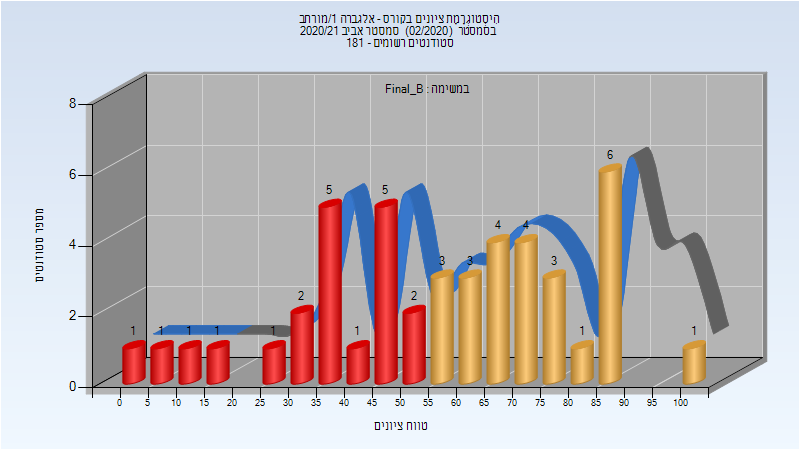 היסטוגרמת ציונים בקורס - אלגברה 1/מורחב
בסמסטר (02/2020) סמסטר אביב 2020/21
סטודנטים רשומים - 181
במשימה : Final_B
מספר סטודנטים
8
6
4
2
0
1 1 1 1 1 2 5 1 5 2 3 3 4 4 3 1 6 1
0 5 10 15 20 25 30 35 40 45 50 55 60 65 70 75 80 85 90 95 100
טווח ציונים